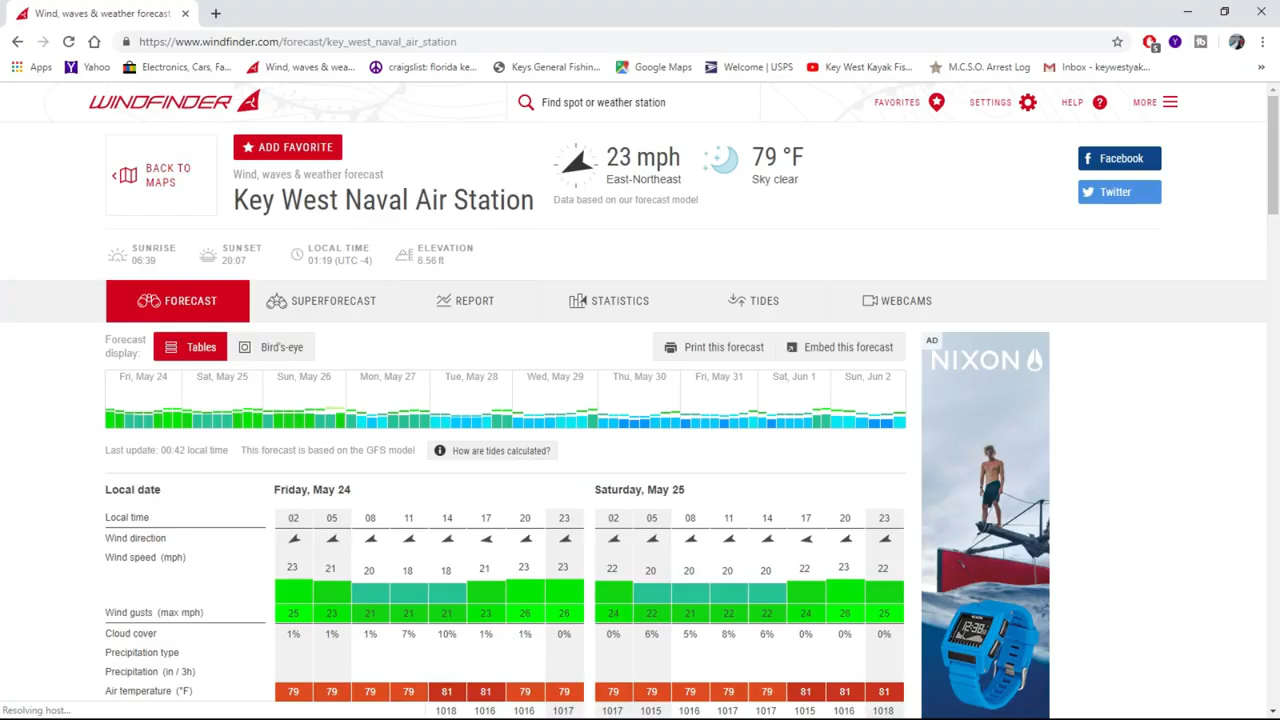 Wind, waves & weather forecast
https://www.windfinder.com/forecast/key_west_naval_air_station
Apps Yahoo Electronics, Cars, Fa... Wind, waves & wea... craigslist: florida ke... Keys General Fishin... Google Maps Welcome | USPS Key West Kayak Fis... M.C.S.O. Arrest Log Inbox - keywestyak... »
WINDFINDER Find spot or weather station FAVORITES SETTINGS HELP ? MORE
BACK TO MAPS
ADD FAVORITE
Wind, waves & weather forecast
Key West Naval Air Station
23 mph
East-Northeast
79 °F
Sky clear
Data based on our forecast model
Facebook
Twitter
SUNRISE
06:39
SUNSET
20:07
LOCAL TIME
01:19 (UTC -4)
ELEVATION
6.56 ft
FORECAST SUPERFORECAST REPORT STATISTICS TIDES WEBCAMS
Forecast display: Tables Bird's-eye Print this forecast Embed this forecast
Fri, May 24 Sat, May 25 Sun, May 26 Mon, May 27 Tue, May 28 Wed, May 29 Thu, May 30 Fri, May 31 Sat, Jun 1 Sun, Jun 2
Last update: 00:42 local time This forecast is based on the GFS model How are tides calculated?
Local date Friday, May 24 Saturday, May 25
Local time 02 05 08 11 14 17 20 23 02 05 08 11 14 17 20 23
Wind direction
Wind speed (mph) 23 21 20 18 18 21 23 23 22 20 20 20 20 22 23 22
Wind gusts (max mph) 25 23 21 21 21 23 26 26 24 22 21 22 22 24 26 25
Cloud cover 1% 1% 1% 7% 10% 1% 1% 0% 0% 6% 5% 8% 6% 0% 0% 0%
Precipitation type
Precipitation (in / 3h)
Air temperature (°F) 79 79 79 79 81 81 79 79 79 79 79 79 79 81 81 81
1018 1016 1016 1017 1017 1015 1016 1017 1016 1015 1016 1018
AD
NIXON
Resolving host...